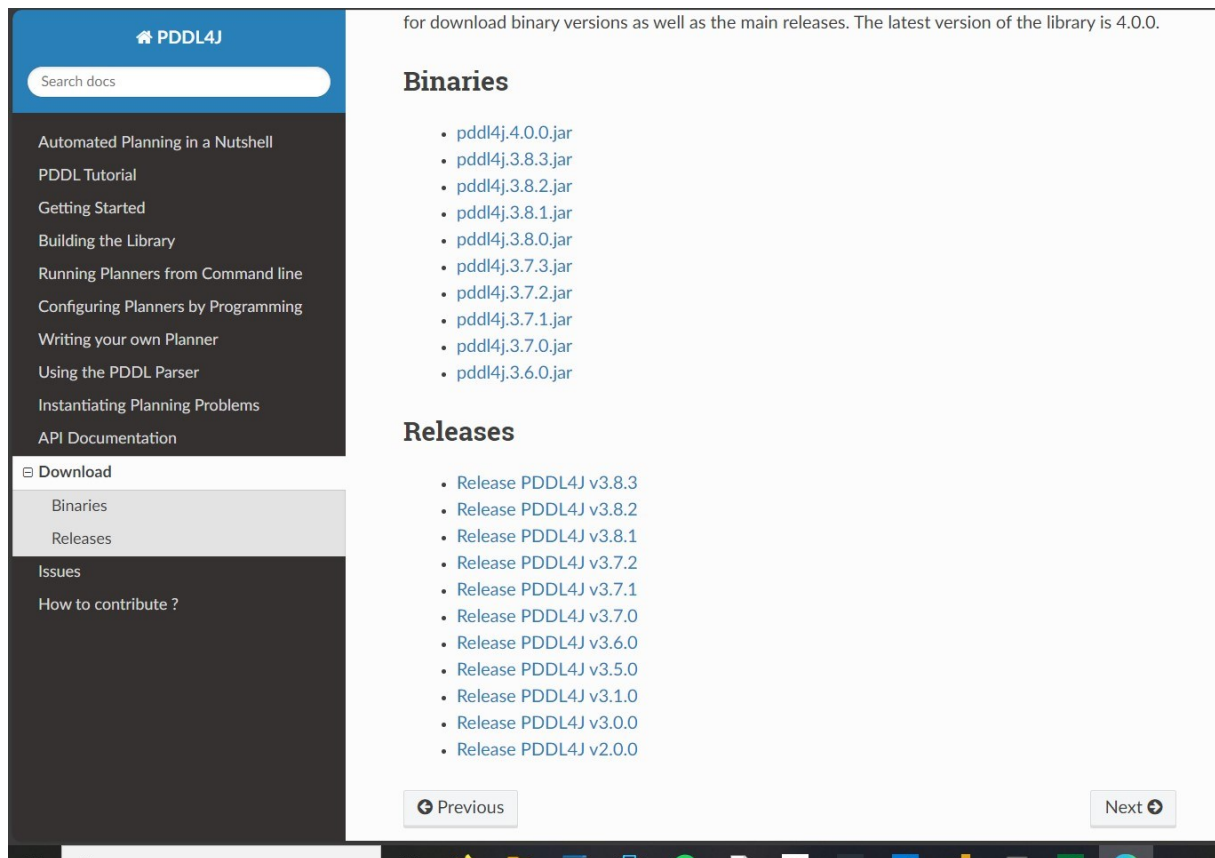 PDDL4J
Search docs
Automated Planning in a Nutshell
PDDL Tutorial
Getting Started
Building the Library
Running Planners from Command line
Configuring Planners by Programming
Writing your own Planner
Using the PDDL Parser
Instantiating Planning Problems
API Documentation
Download
Binaries
Releases
Issues
How to contribute ?
for download binary versions as well as the main releases. The latest version of the library is 4.0.0.
Binaries
pddl4j.4.0.0.jar
pddl4j.3.8.3.jar
pddl4j.3.8.2.jar
pddl4j.3.8.1.jar
pddl4j.3.8.0.jar
pddl4j.3.7.3.jar
pddl4j.3.7.2.jar
pddl4j.3.7.1.jar
pddl4j.3.7.0.jar
pddl4j.3.6.0.jar
Releases
Release PDDL4J v3.8.3
Release PDDL4J v3.8.2
Release PDDL4J v3.8.1
Release PDDL4J v3.7.2
Release PDDL4J v3.7.1
Release PDDL4J v3.7.0
Release PDDL4J v3.6.0
Release PDDL4J v3.5.0
Release PDDL4J v3.1.0
Release PDDL4J v3.0.0
Release PDDL4J v2.0.0
Previous
Next